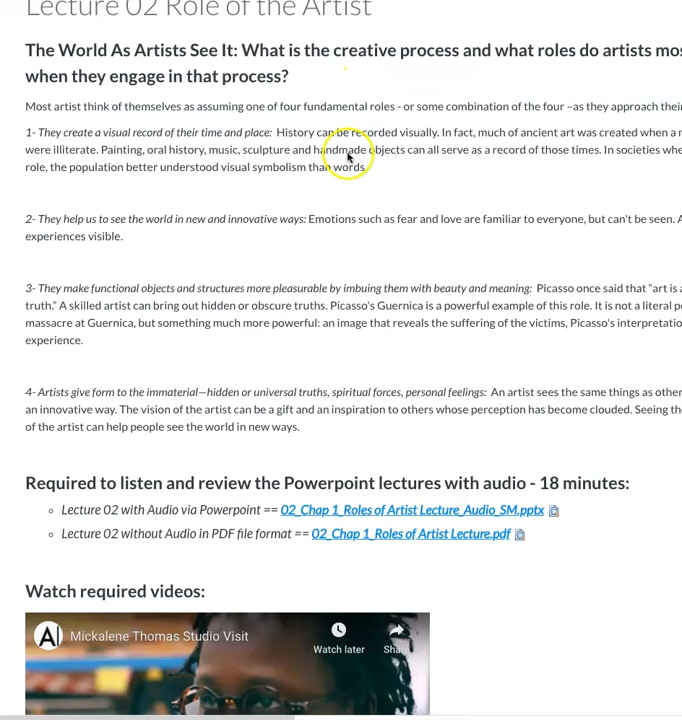 Lecture 02 Role of the Artist
The World As Artists See It: What is the creative process and what roles do artists mos
when they engage in that process?
Most artist think of themselves as assuming one of four fundamental roles - or some combination of the four –as they approach thei
1- They create a visual record of their time and place: History can be recorded visually. In fact, much of ancient art was created when a
were illiterate. Painting, oral history, music, sculpture and handmade objects can all serve as a record of those times. In societies whe
role, the population better understood visual symbolism than words.
2- They help us to see the world in new and innovative ways: Emotions such as fear and love are familiar to everyone, but can't be seen. A
experiences visible.
3- They make functional objects and structures more pleasurable by imbuing them with beauty and meaning: Picasso once said that "art is a
truth." A skilled artist can bring out hidden or obscure truths. Picasso's Guernica is a powerful example of this role. It is not a literal p
massacre at Guernica, but something much more powerful: an image that reveals the suffering of the victims, Picasso's interpretatio
experience.
4- Artists give form to the immaterial—hidden or universal truths, spiritual forces, personal feelings: An artist sees the same things as other
an innovative way. The vision of the artist can be a gift and an inspiration to others whose perception has become clouded. Seeing the
of the artist can help people see the world in new ways.
Required to listen and review the Powerpoint lectures with audio - 18 minutes:
Lecture 02 with Audio via Powerpoint == 02_Chap 1_Roles of Artist Lecture_Audio_SM.pptx
Lecture 02 without Audio in PDF file format == 02_Chap 1_Roles of Artist Lecture.pdf
Watch required videos:
A Mickalene Thomas Studio Visit
Watch later
Share